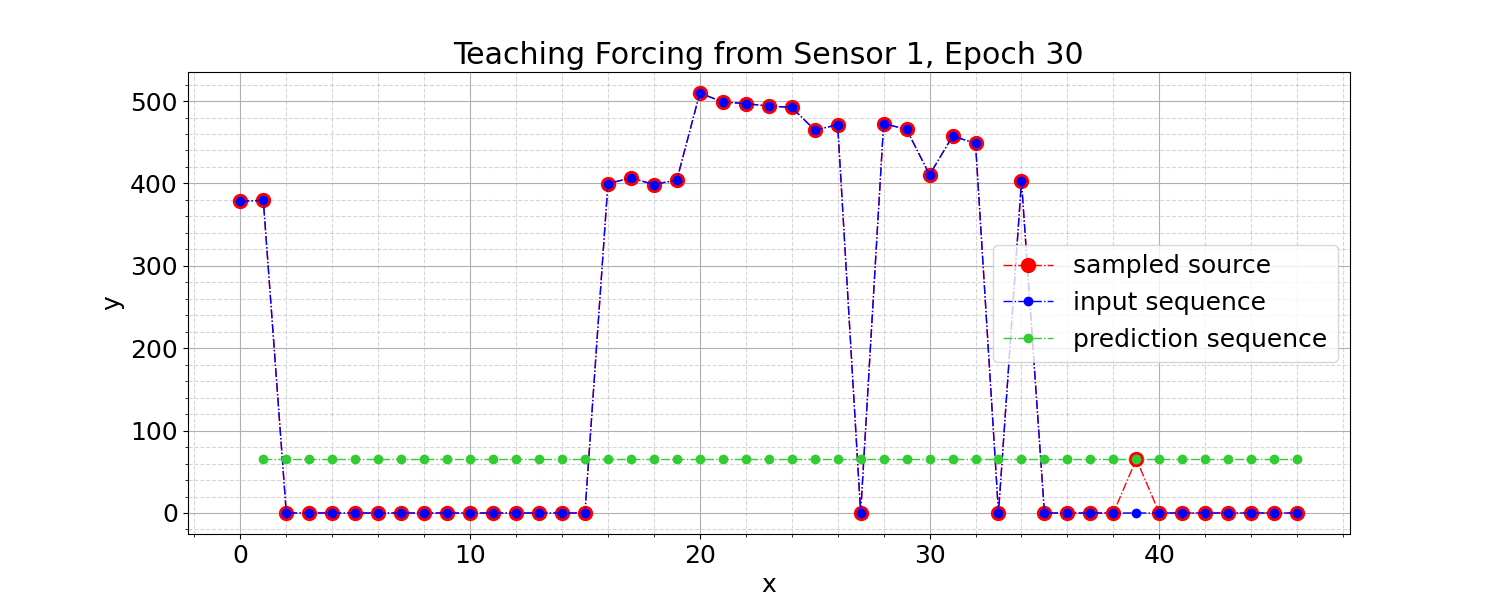 Teaching Forcing from Sensor 1, Epoch 30
500
400
300
200
100
0
y
sampled source
input sequence
prediction sequence
0 10 20 30 40
x